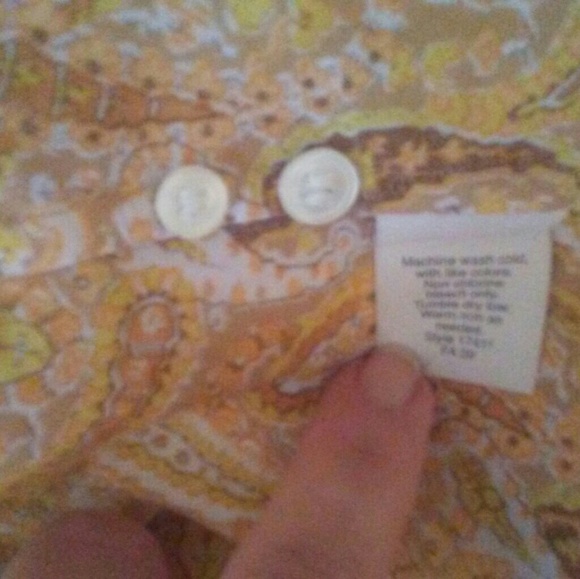 Machine wash cold,
with like colors.
Non chlorine
bleach only.
Tumble dry low.
Warm iron as
needed.
Style